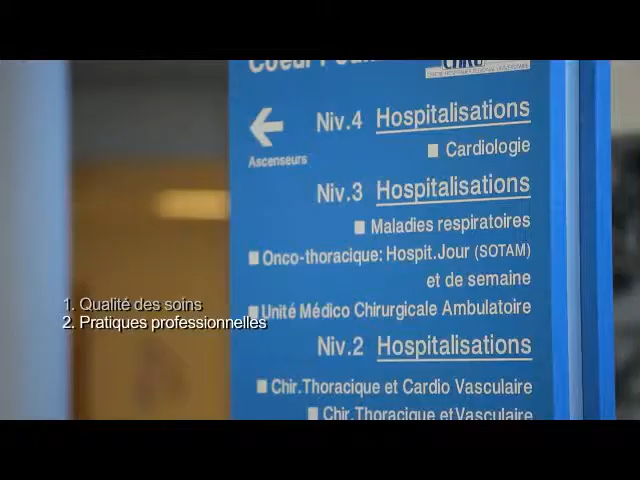 CHRU
Niv.4 Hospitalisations
Ascenseurs
Cardiologie
Niv.3 Hospitalisations
Maladies respiratoires
Onco-thoracique: Hospit.Jour (SOTAM)
et de semaine
Unité Médico Chirurgicale Ambulatoire
Niv.2 Hospitalisations
Chir.Thoracique et Cardio Vasculaire
Chir.Thoracique et Vasculaire
1. Qualité des soins
2. Pratiques professionnelles